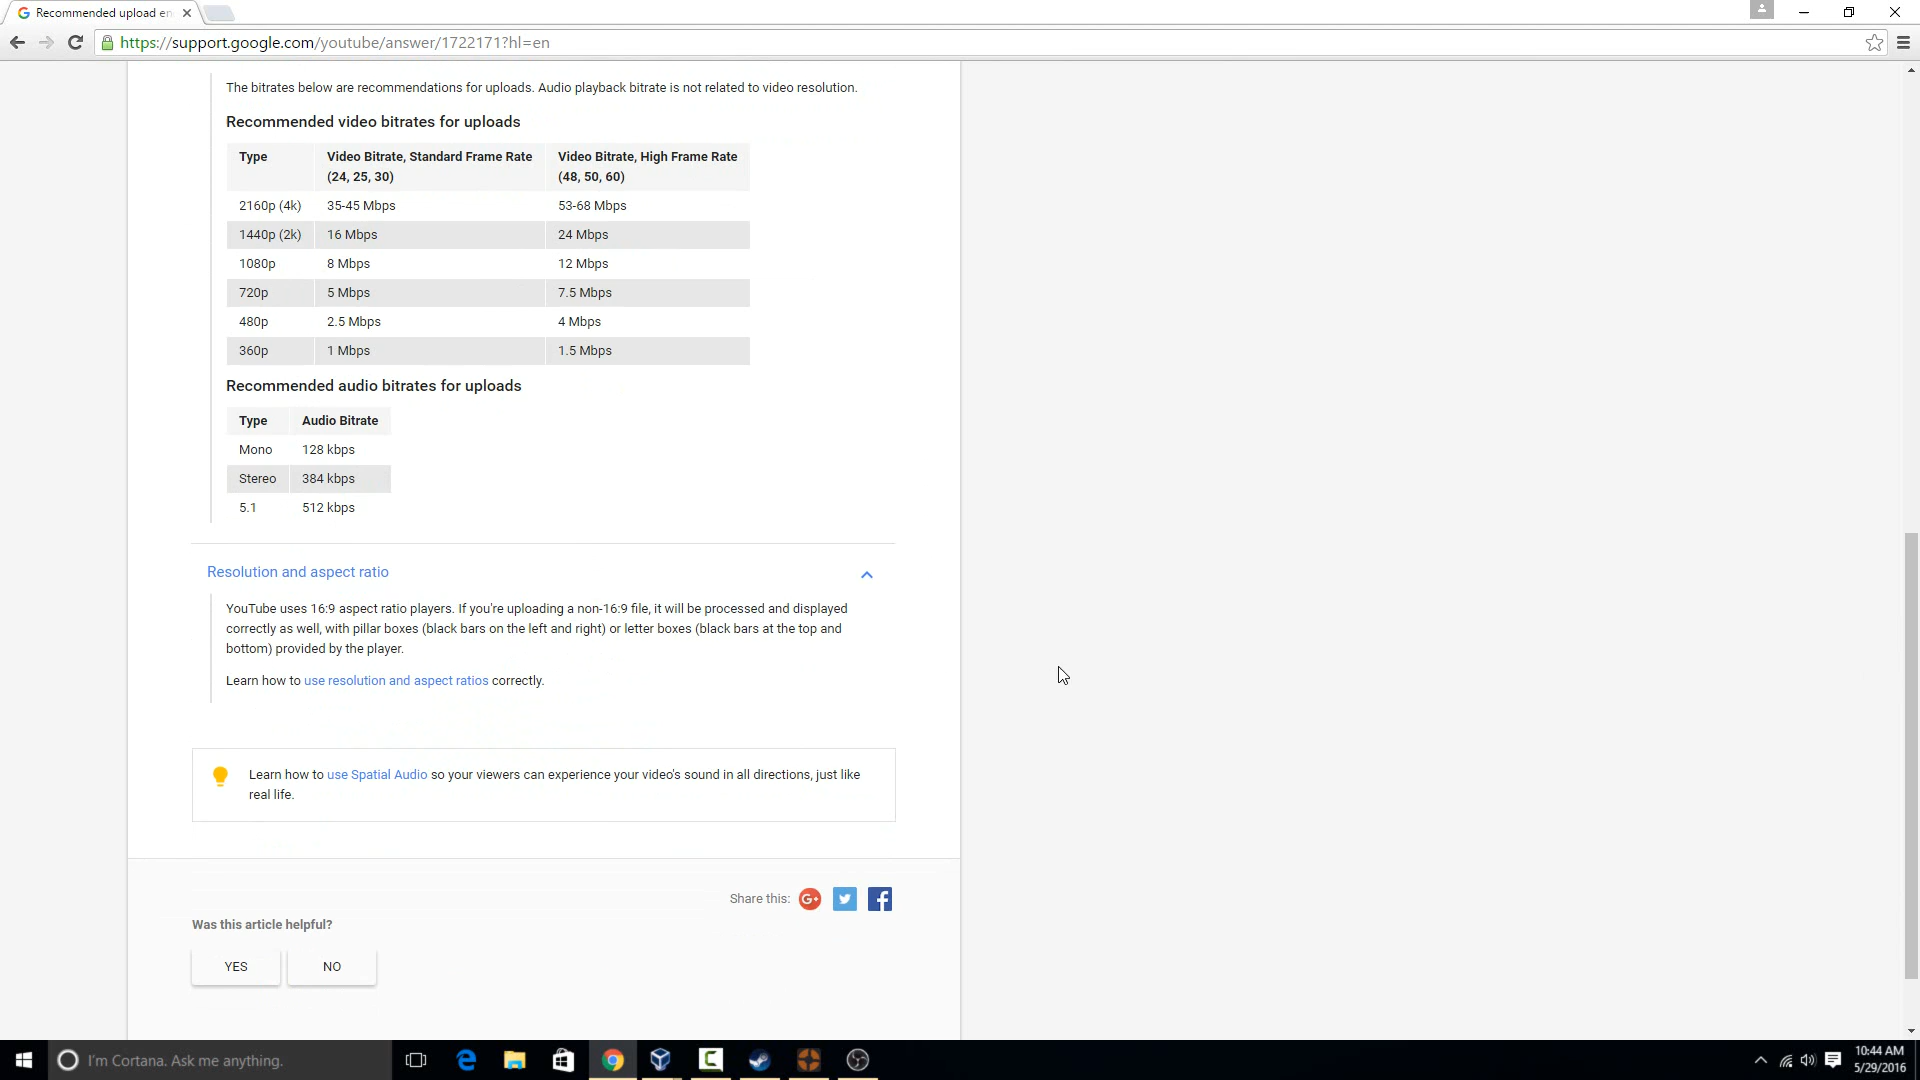 Recommended upload en
https://support.google.com/youtube/answer/1722171?hl=en
The bitrates below are recommendations for uploads. Audio playback bitrate is not related to video resolution.
Recommended video bitrates for uploads
Type Video Bitrate, Standard Frame Rate (24, 25, 30) Video Bitrate, High Frame Rate (48, 50, 60)
2160p (4k) 35-45 Mbps 53-68 Mbps
1440p (2k) 16 Mbps 24 Mbps
1080p 8 Mbps 12 Mbps
720p 5 Mbps 7.5 Mbps
480p 2.5 Mbps 4 Mbps
360p 1 Mbps 1.5 Mbps
Recommended audio bitrates for uploads
Type Audio Bitrate
Mono 128 kbps
Stereo 384 kbps
5.1 512 kbps
Resolution and aspect ratio
YouTube uses 16:9 aspect ratio players. If you're uploading a non-16:9 file, it will be processed and displayed
correctly as well, with pillar boxes (black bars on the left and right) or letter boxes (black bars at the top and
bottom) provided by the player.
Learn how to use resolution and aspect ratios correctly.
Learn how to use Spatial Audio so your viewers can experience your video's sound in all directions, just like
real life.
Share this: G+
Was this article helpful?
YES NO
I'm Cortana. Ask me anything.
10:44 AM
5/29/2016